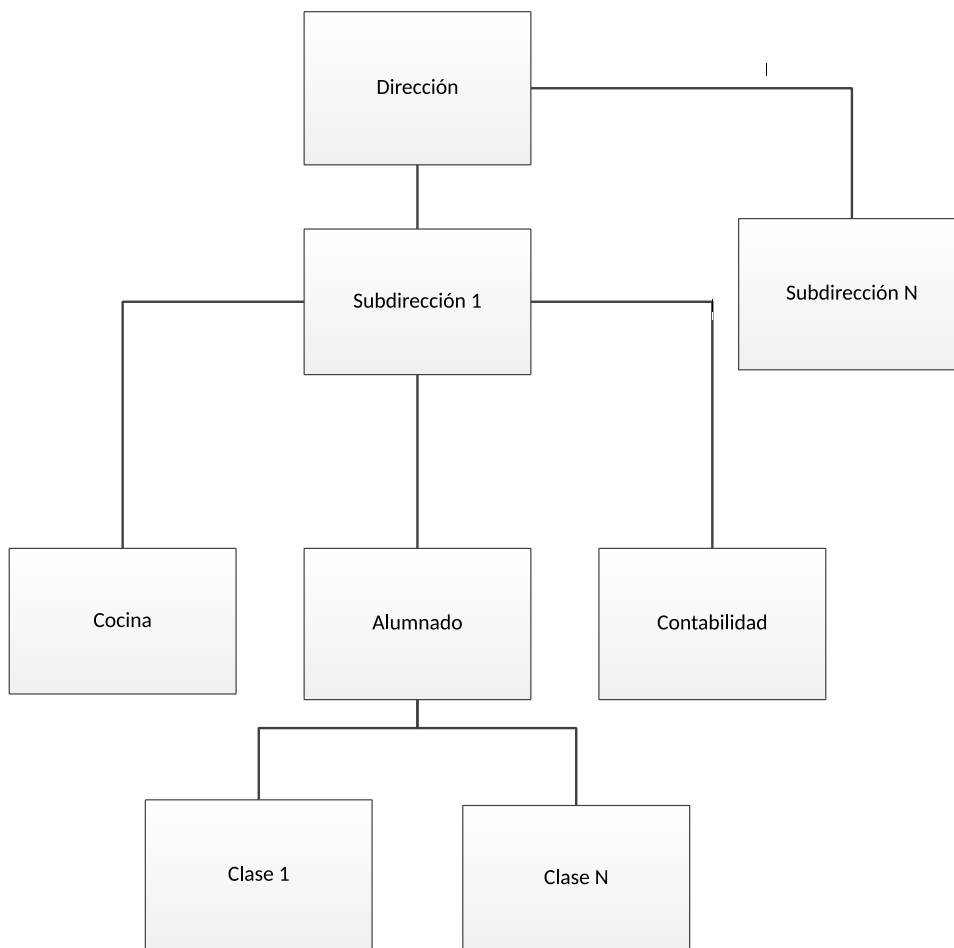 Dirección
Subdirección 1
Subdirección N
Cocina
Alumnado
Contabilidad
Clase 1
Clase N